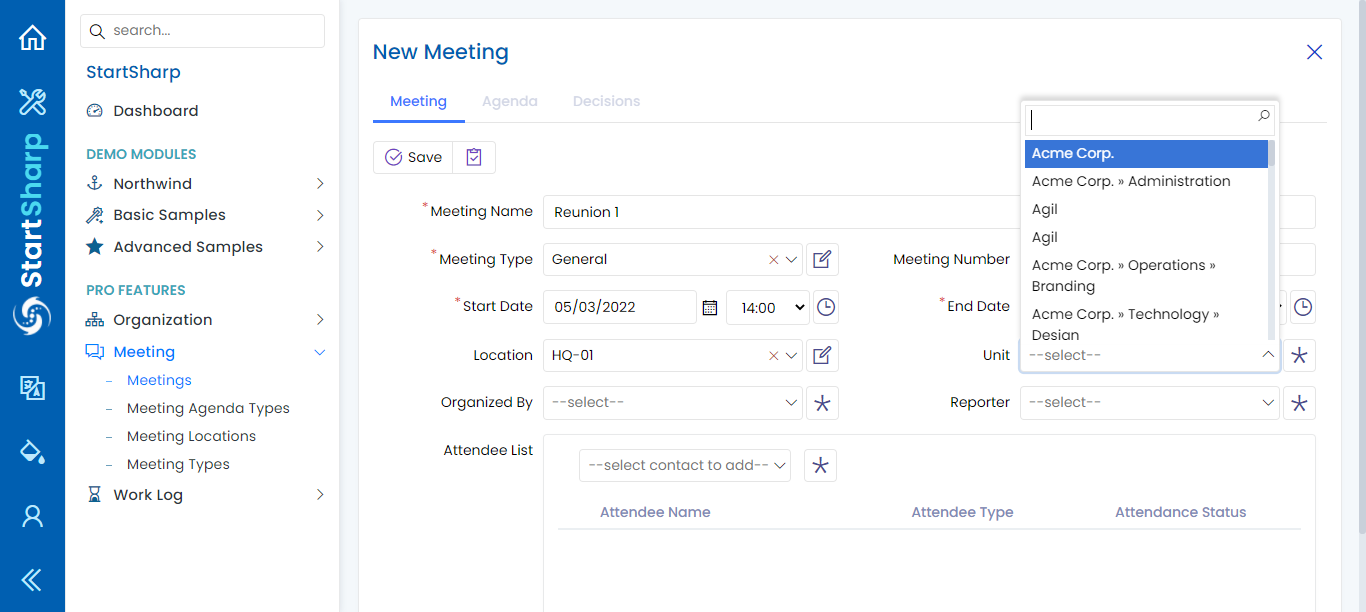 search...
StartSharp
Dashboard
DEMO MODULES
Northwind
Basic Samples
Advanced Samples
PRO FEATURES
Organization
Meeting
Meetings
Meeting Agenda Types
Meeting Locations
Meeting Types
Work Log
StartSharp
New Meeting
Meeting Agenda Decisions
Save
*Meeting Name Reunion 1
*Meeting Type General
Meeting Number
*Start Date 05/03/2022 14:00
*End Date
Location HQ-01
Unit --select--
Acme Corp.
Acme Corp. » Administration
Agil
Agil
Acme Corp. » Operations »
Branding
Acme Corp. » Technology »
Design
Organized By --select--
Reporter --select--
Attendee List
--select contact to add--
Attendee Name Attendee Type Attendance Status